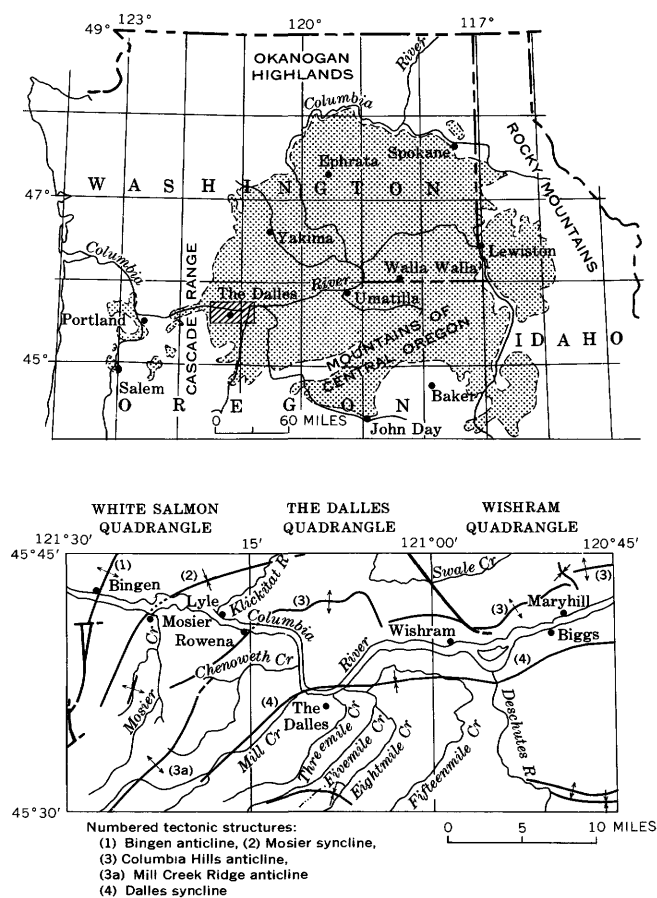 49° 123° 120° 117°
OKANOGAN
HIGHLANDS
River
Columbia
Spokane
Ephrata
ROCKY MOUNTAINS
47°
WASHINGTON
Yakima
Lewiston
Columbia
Walla Walla
River
The Dalles
Umatilla
CASCADE RANGE
Portland
MOUNTAINS OF
CENTRAL OREGON
IDAHO
45°
Salem
Baker
OREGON
0 60 MILES
John Day
WHITE SALMON
QUADRANGLE
THE DALLES
QUADRANGLE
WISHRAM
QUADRANGLE
121°30' 15' 121°00' 120°45'
45°45'
(1)
Bingen
(2)
Swale Cr
(3)
Lyle
Klickitat R
(3)
(3)
Maryhill
Mosier
Columbia
Rowena
Wishram
Biggs
River
Chenoweth Cr
(4)
Mosier Cr
(4)
The
Dalles
Deschutes R
Mill Cr
Threemile Cr
Fivemile Cr
Eightmile Cr
Fifteenmile Cr
(3a)
45°30'
Numbered tectonic structures:
(1) Bingen anticline, (2) Mosier syncline,
(3) Columbia Hills anticline,
(3a) Mill Creek Ridge anticline
(4) Dalles syncline
0 5 10 MILES